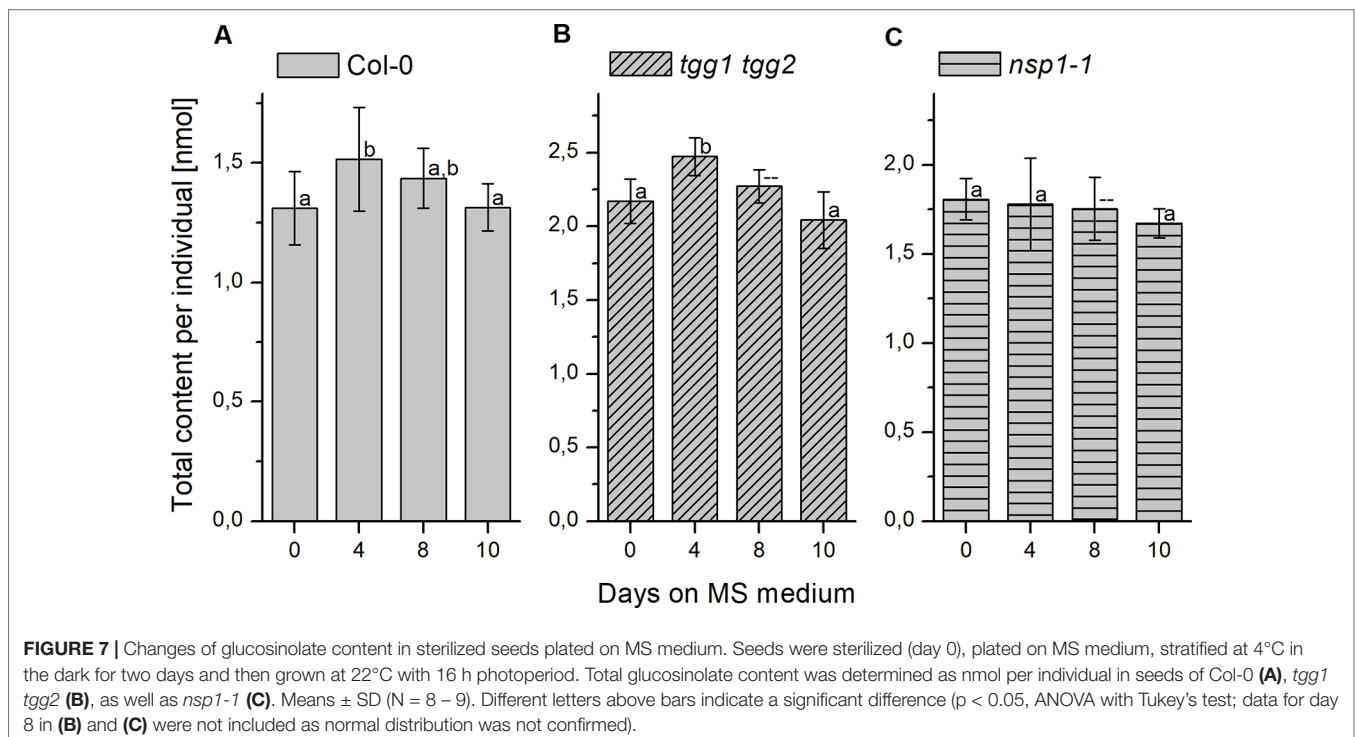 A
B
C
Col-0
tgg1 tgg2
nsp1-1
Total content per individual [nmol]
1,5
1,0
0,5
0,0
a
b
a,b
a
0
4
8
10
2,5
2,0
1,5
1,0
0,5
0,0
a
b
--
a
0
4
8
10
2,0
1,5
1,0
0,5
0,0
a
a
--
a
0
4
8
10
Days on MS medium
FIGURE 7 | Changes of glucosinolate content in sterilized seeds plated on MS medium. Seeds were sterilized (day 0), plated on MS medium, stratified at 4°C in
the dark for two days and then grown at 22°C with 16 h photoperiod. Total glucosinolate content was determined as nmol per individual in seeds of Col-0 (A), tgg1
tgg2 (B), as well as nsp1-1 (C). Means ± SD (N = 8 – 9). Different letters above bars indicate a significant difference (p < 0.05, ANOVA with Tukey's test; data for day
8 in (B) and (C) were not included as normal distribution was not confirmed).